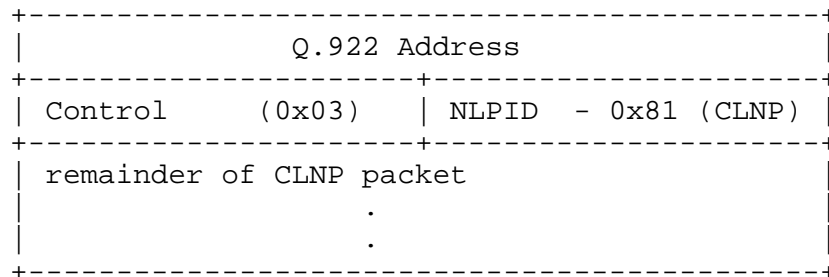 Q.922 Address
Control (0x03) | NLPID - 0x81 (CLNP)
remainder of CLNP packet
.
.